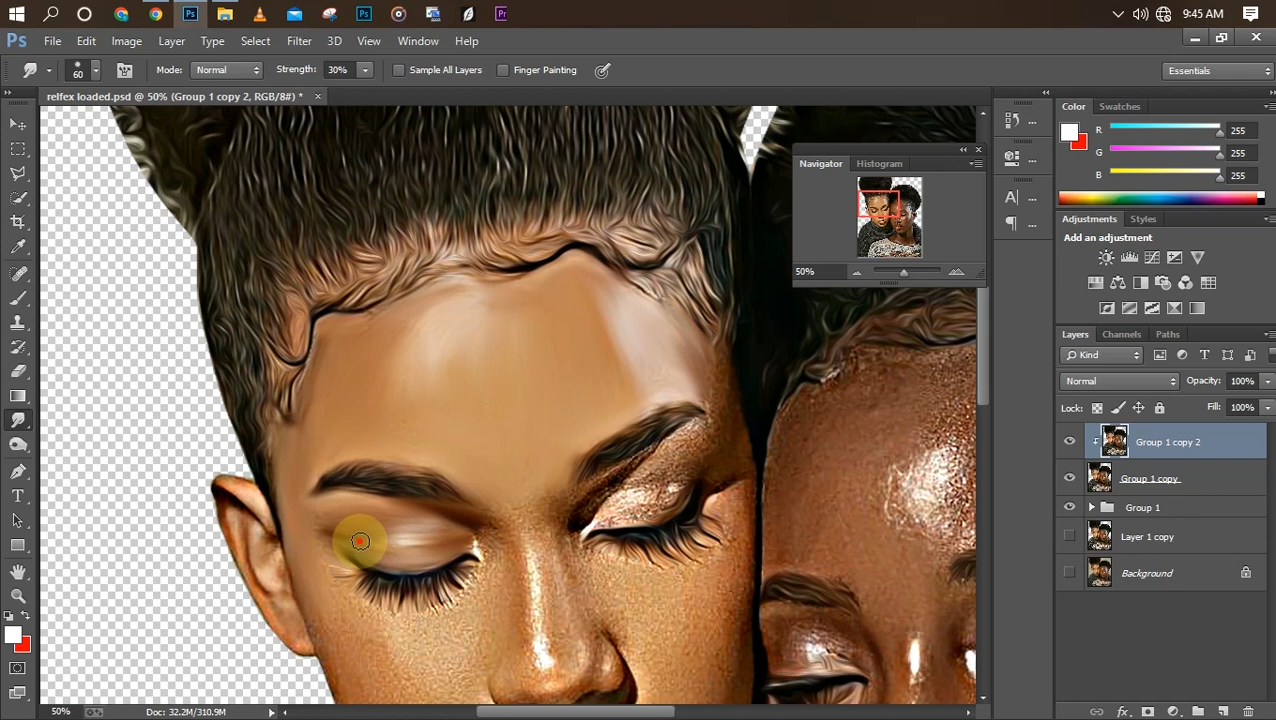 9:45 AM
Ps File Edit Image Layer Type Select Filter 3D View Window Help
60 Mode: Normal Strength: 30% Sample All Layers Finger Painting Essentials
relfex loaded.psd @ 50% (Group 1 copy 2, RGB/8#) *
Navigator Histogram
50%
Color Swatches
R 255
G 255
B 255
Adjustments Styles
Add an adjustment
Layers Channels Paths
Kind
Normal Opacity: 100%
Lock: Fill: 100%
Group 1 copy 2
Group 1 copy
Group 1
Layer 1 copy
Background
50% Doc: 32.2M/310.9M